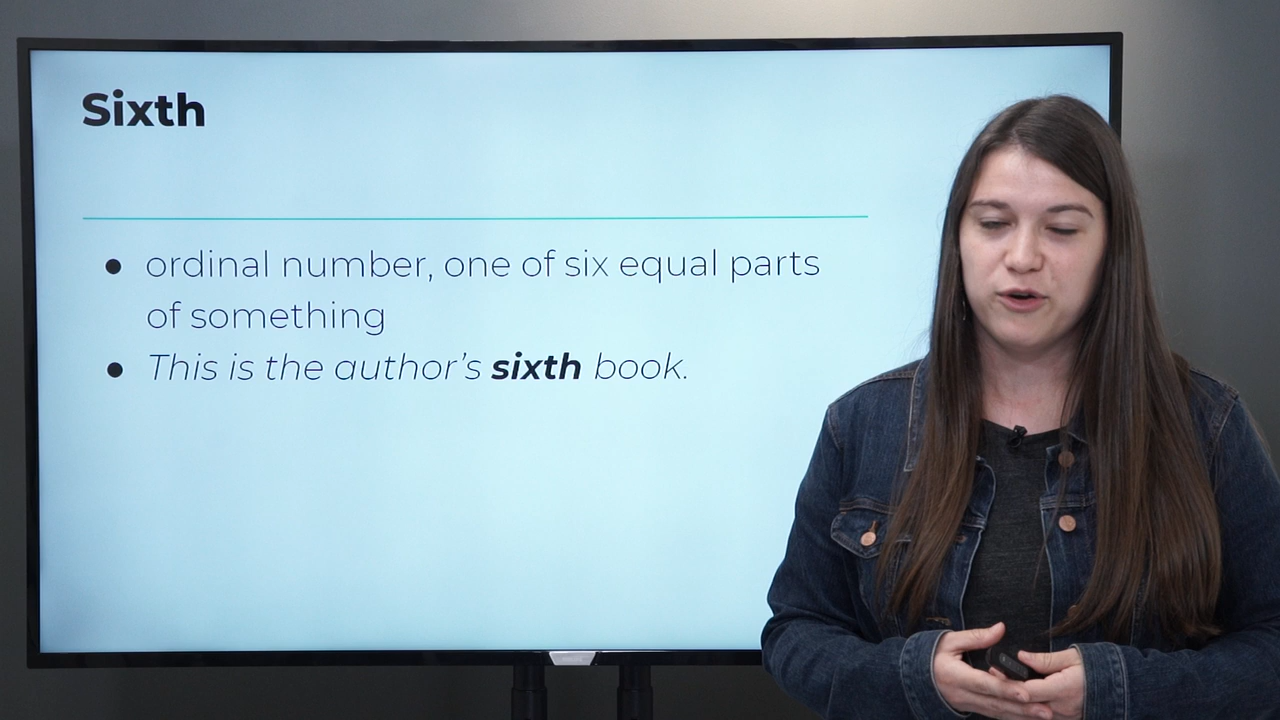 Sixth
● ordinal number, one of six equal parts
of something
● This is the author's sixth book.